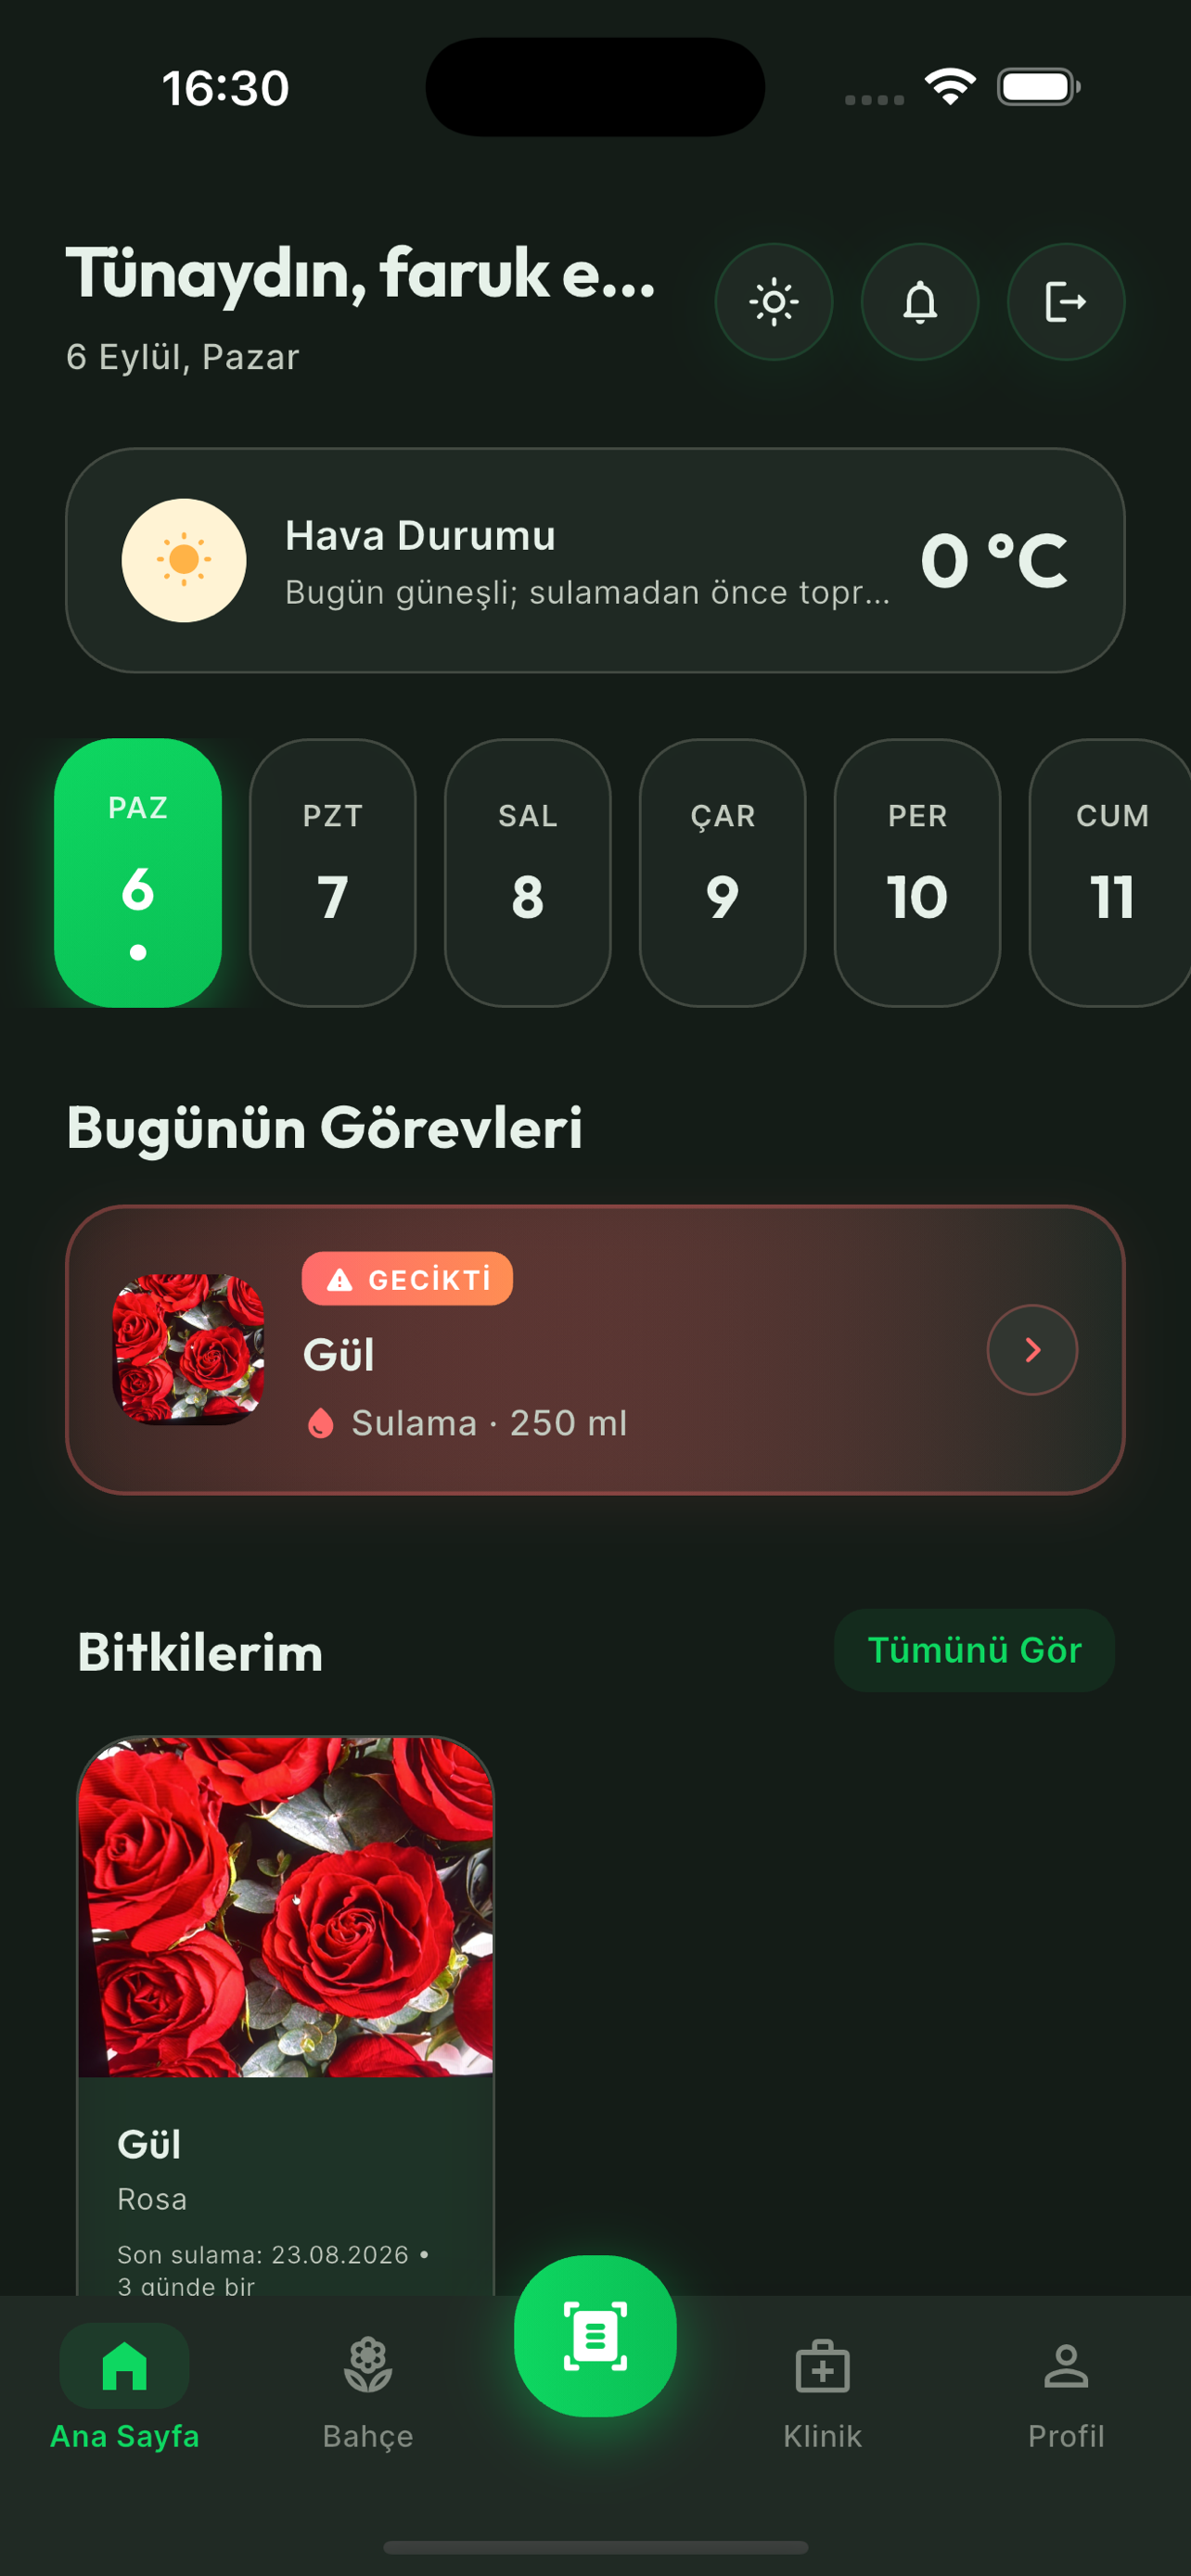 16:30
Tünaydın, faruk e...
6 Eylül, Pazar
Hava Durumu
Bugün güneşli; sulamadan önce topr...
0 °C
PAZ
6
PZT
7
SAL
8
ÇAR
9
PER
10
CUM
11
Bugünün Görevleri
GECİKTİ
Gül
Sulama · 250 ml
Bitkilerim
Tümünü Gör
Gül
Rosa
Son sulama: 23.08.2026 •
3 günde bir
Ana Sayfa
Bahçe
Klinik
Profil